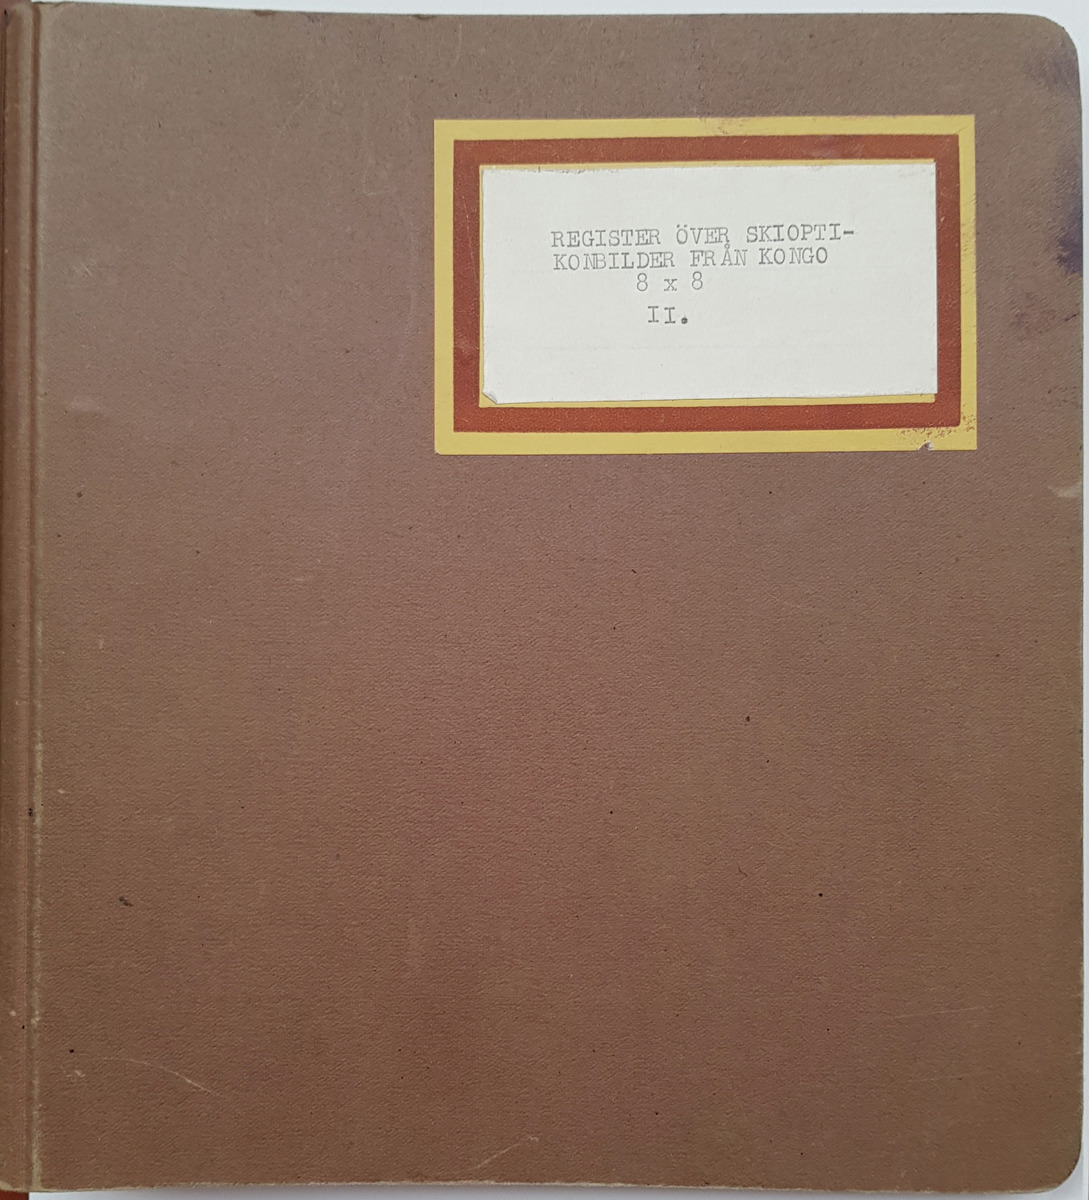 REGISTER ÖVER SKIOPTI-
KONBILDER FRÅN KONGO
8 x 8
II.